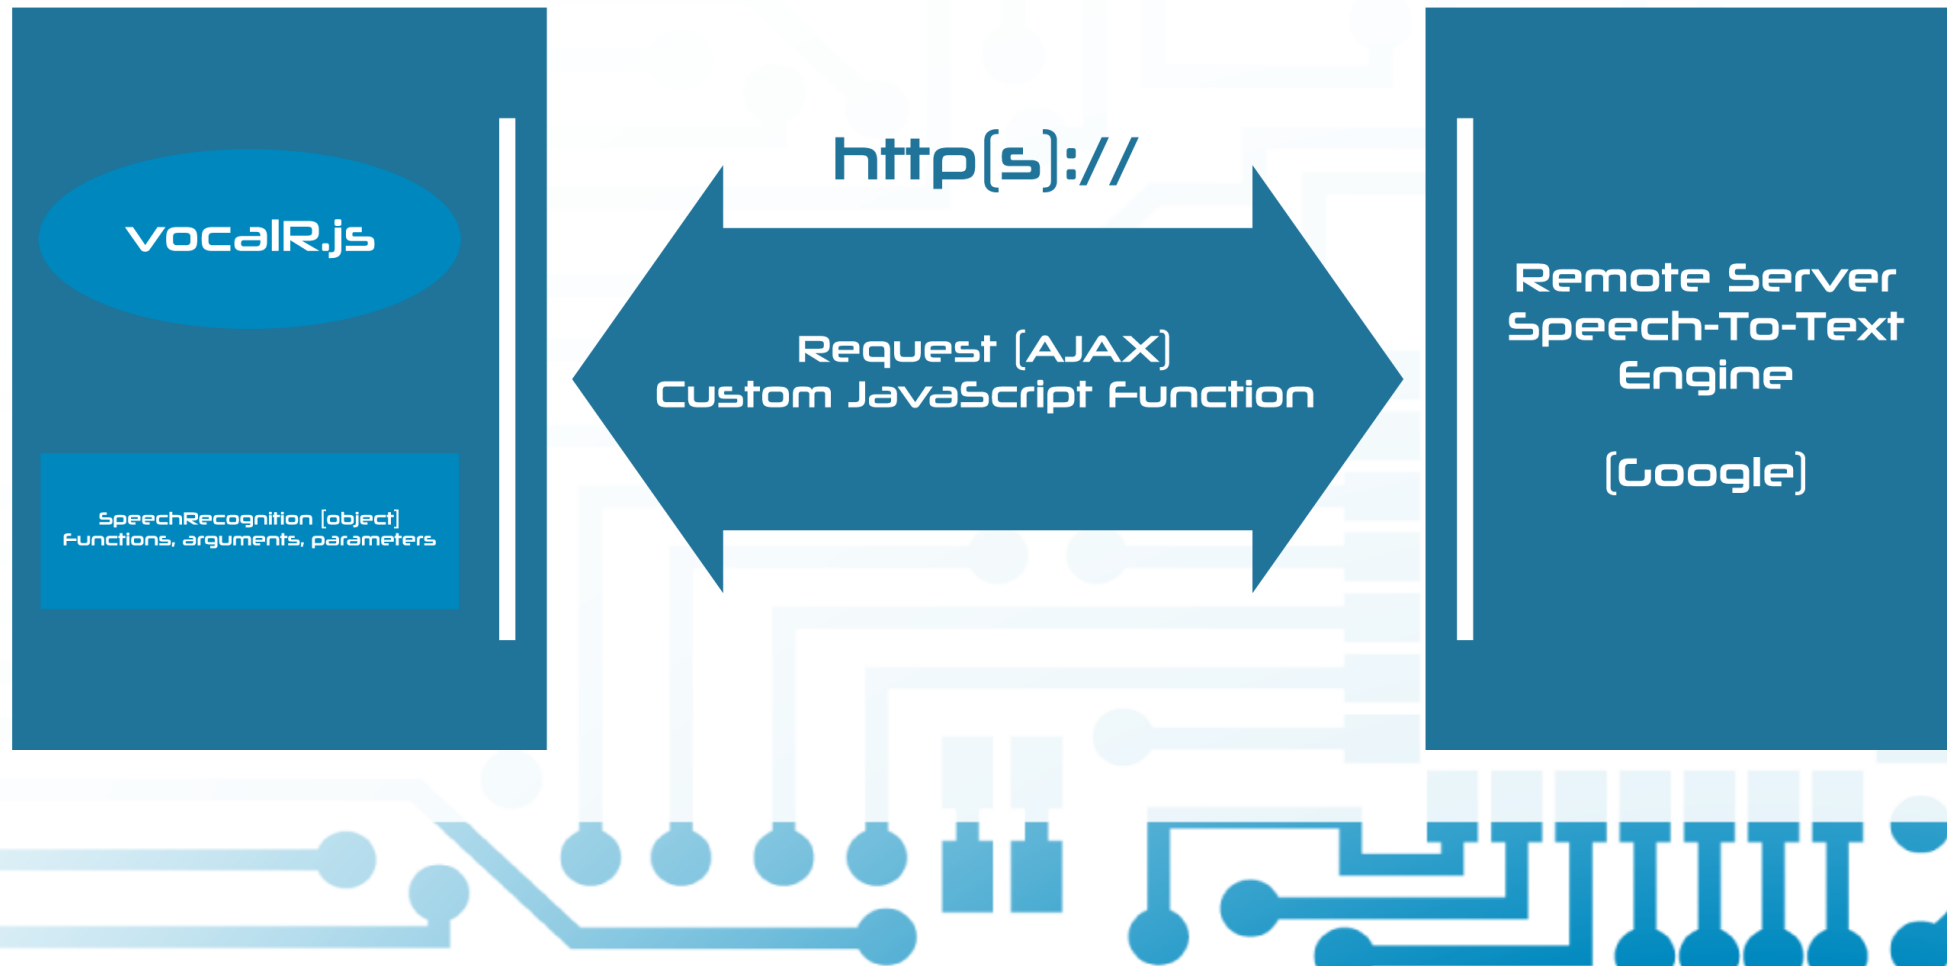 vocalR.js
SpeechRecognition [object]
Functions, arguments, parameters
http(s)://
Request (AJAX)
Custom JavaScript Function
Remote Server
Speech-To-Text
Engine
(Google)